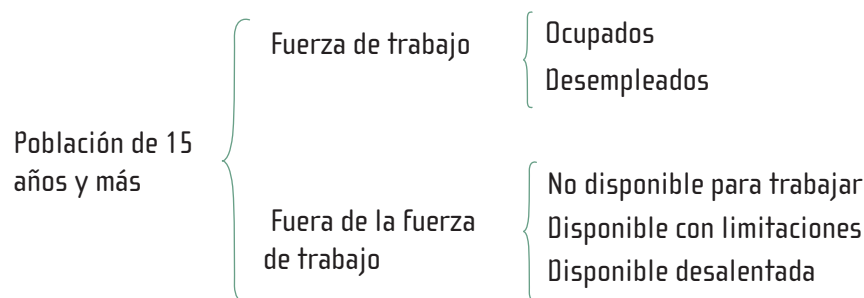 Población de 15
años y más
Fuerza de trabajo
Ocupados
Desempleados
Fuera de la fuerza
de trabajo
No disponible para trabajar
Disponible con limitaciones
Disponible desalentada